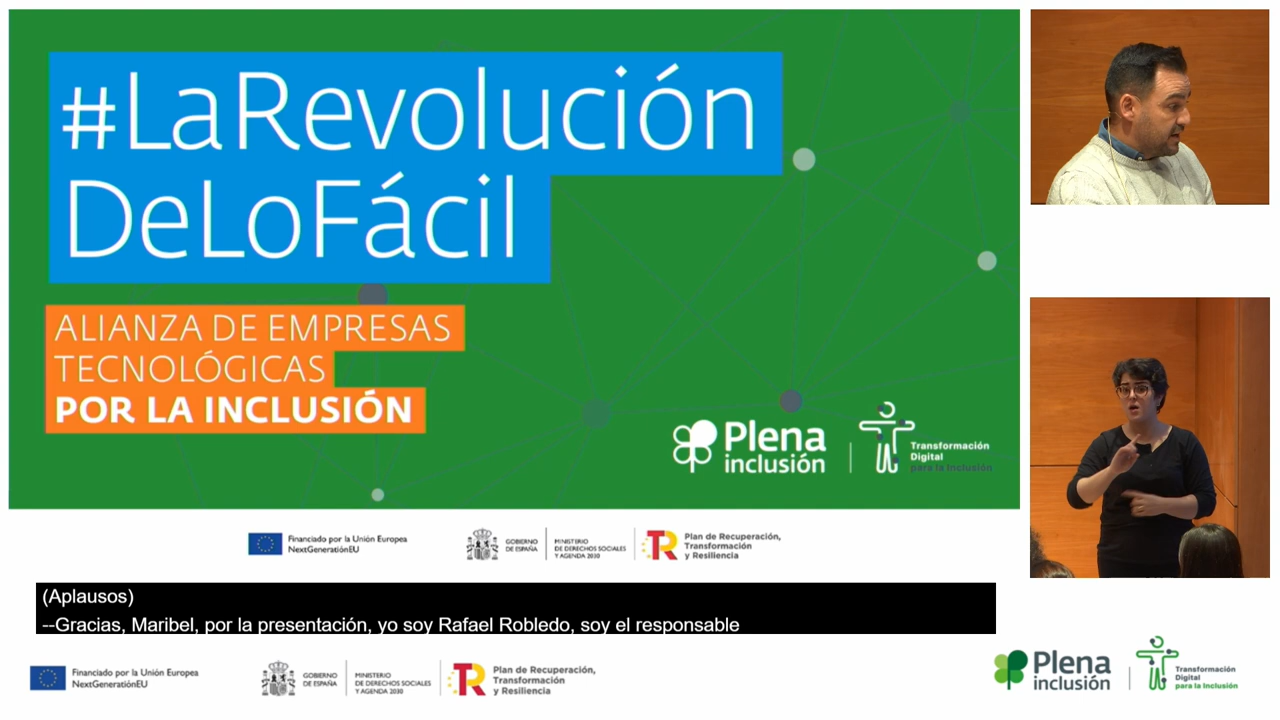 #LaRevolución
DeLoFácil
ALIANZA DE EMPRESAS
TECNOLÓGICAS
POR LA INCLUSIÓN
Plena
inclusión
Transformación
Digital
para la Inclusión
Financiado por la Unión Europea
NextGenerationEU
GOBIERNO
DE ESPAÑA
MINISTERIO
DE DERECHOS SOCIALES
Y AGENDA 2030
Plan de Recuperación,
Transformación
y Resiliencia
(Aplausos)
--Gracias, Maribel, por la presentación, yo soy Rafael Robledo, soy el responsable
Financiado por la Unión Europea
NextGenerationEU
GOBIERNO
DE ESPAÑA
MINISTERIO
DE DERECHOS SOCIALES
Y AGENDA 2030
Plan de Recuperación,
Transformación
y Resiliencia
Plena
inclusión
Transformación
Digital
para la Inclusión